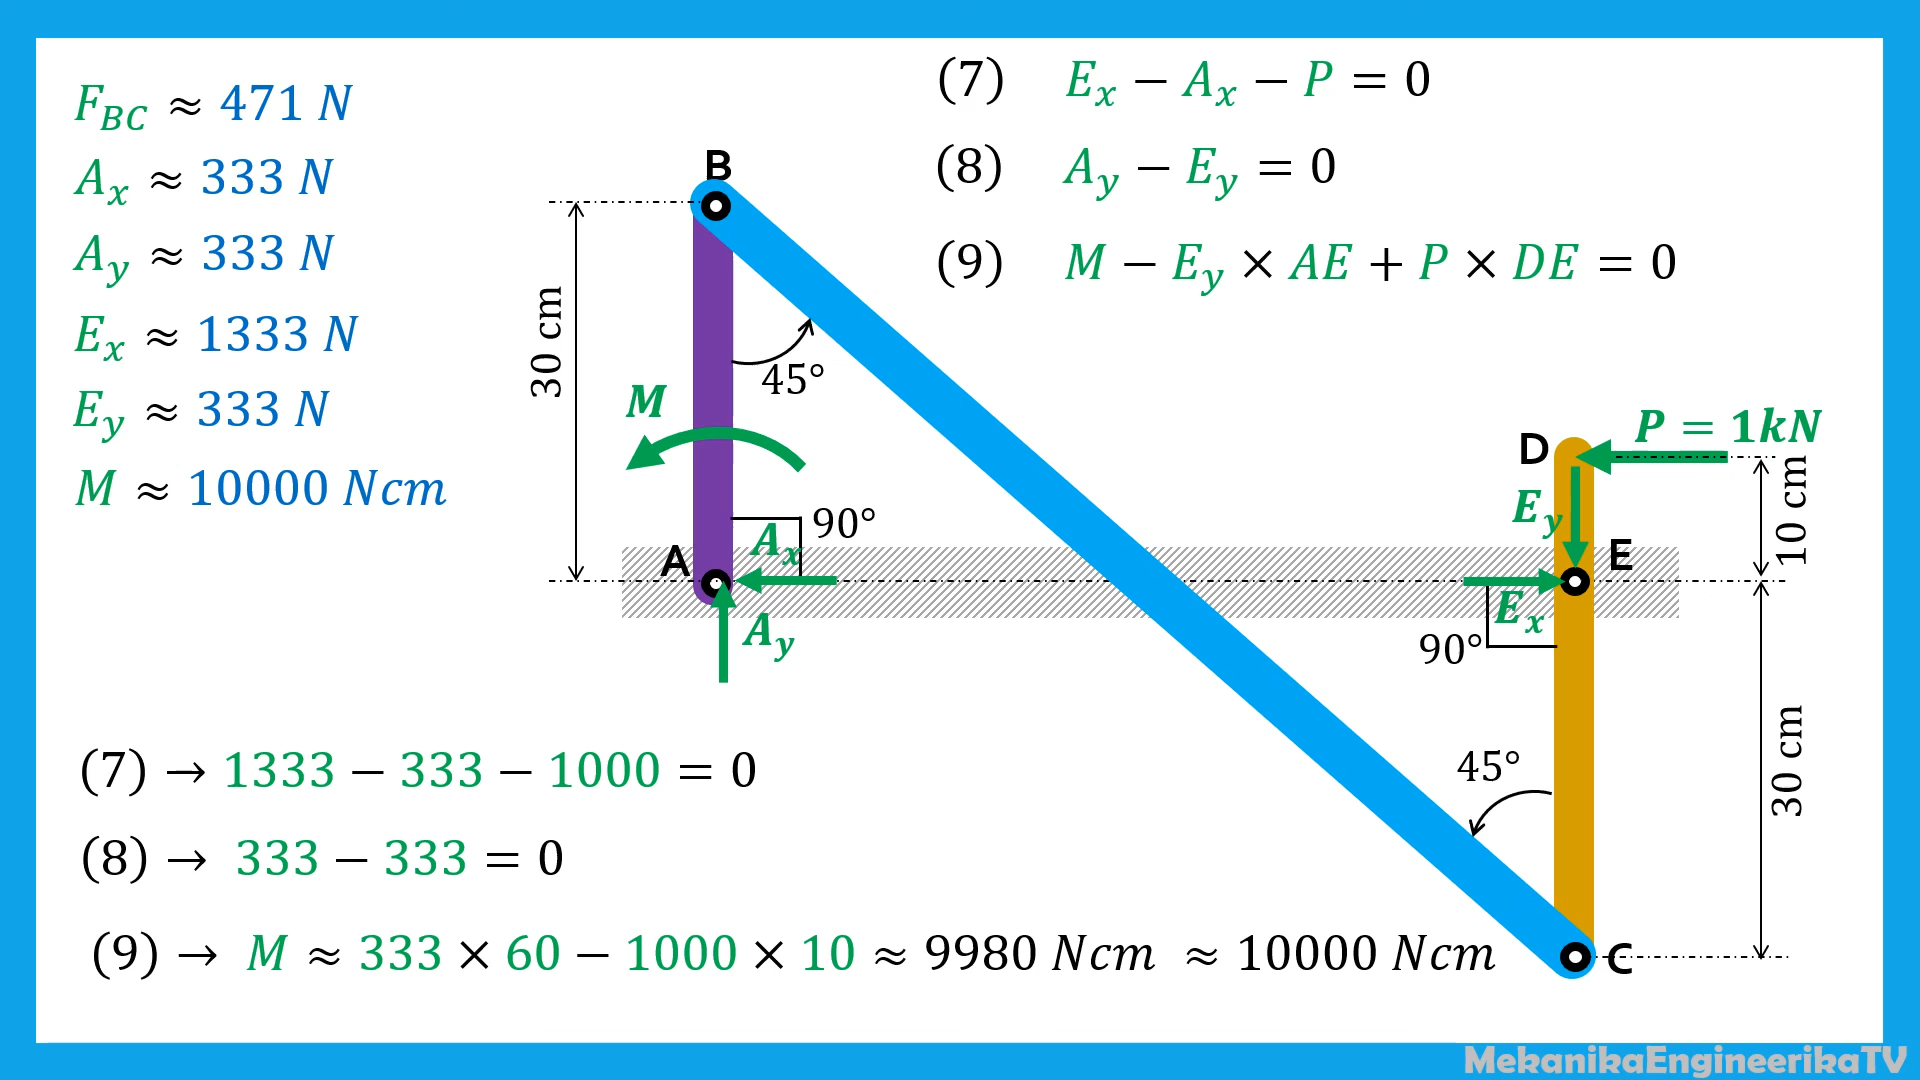 F_BC ≈ 471 N
A_x ≈ 333 N
A_y ≈ 333 N
E_x ≈ 1333 N
E_y ≈ 333 N
M ≈ 10000 Ncm
(7) E_x − A_x − P = 0
(8) A_y − E_y = 0
(9) M − E_y × AE + P × DE = 0
B
30 cm
45°
M
90°
A
A_x
A_y
P = 1kN
D
E_y
E
10 cm
E_x
90°
45°
30 cm
C
(7) → 1333 − 333 − 1000 = 0
(8) → 333 − 333 = 0
(9) → M ≈ 333 × 60 − 1000 × 10 ≈ 9980 Ncm ≈ 10000 Ncm
MekanikaEngineerikaTV